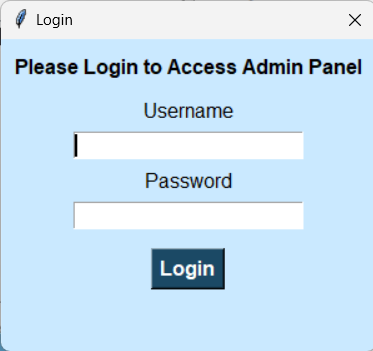 Login
Please Login to Access Admin Panel
Username
Password
Login